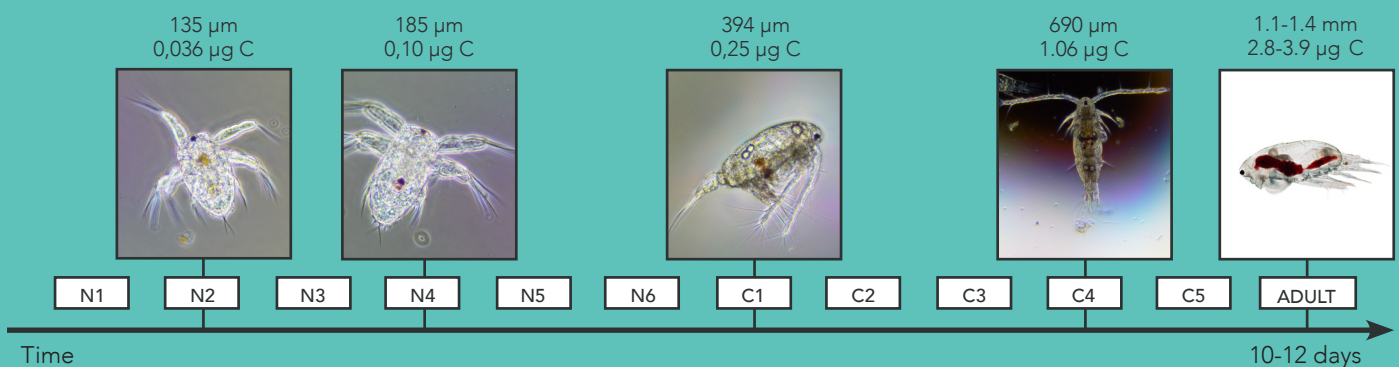 135 µm
0,036 µg C
185 µm
0,10 µg C
394 µm
0,25 µg C
690 µm
1.06 µg C
1.1-1.4 mm
2.8-3.9 µg C
N1
N2
N3
N4
N5
N6
C1
C2
C3
C4
C5
ADULT
Time
10-12 days